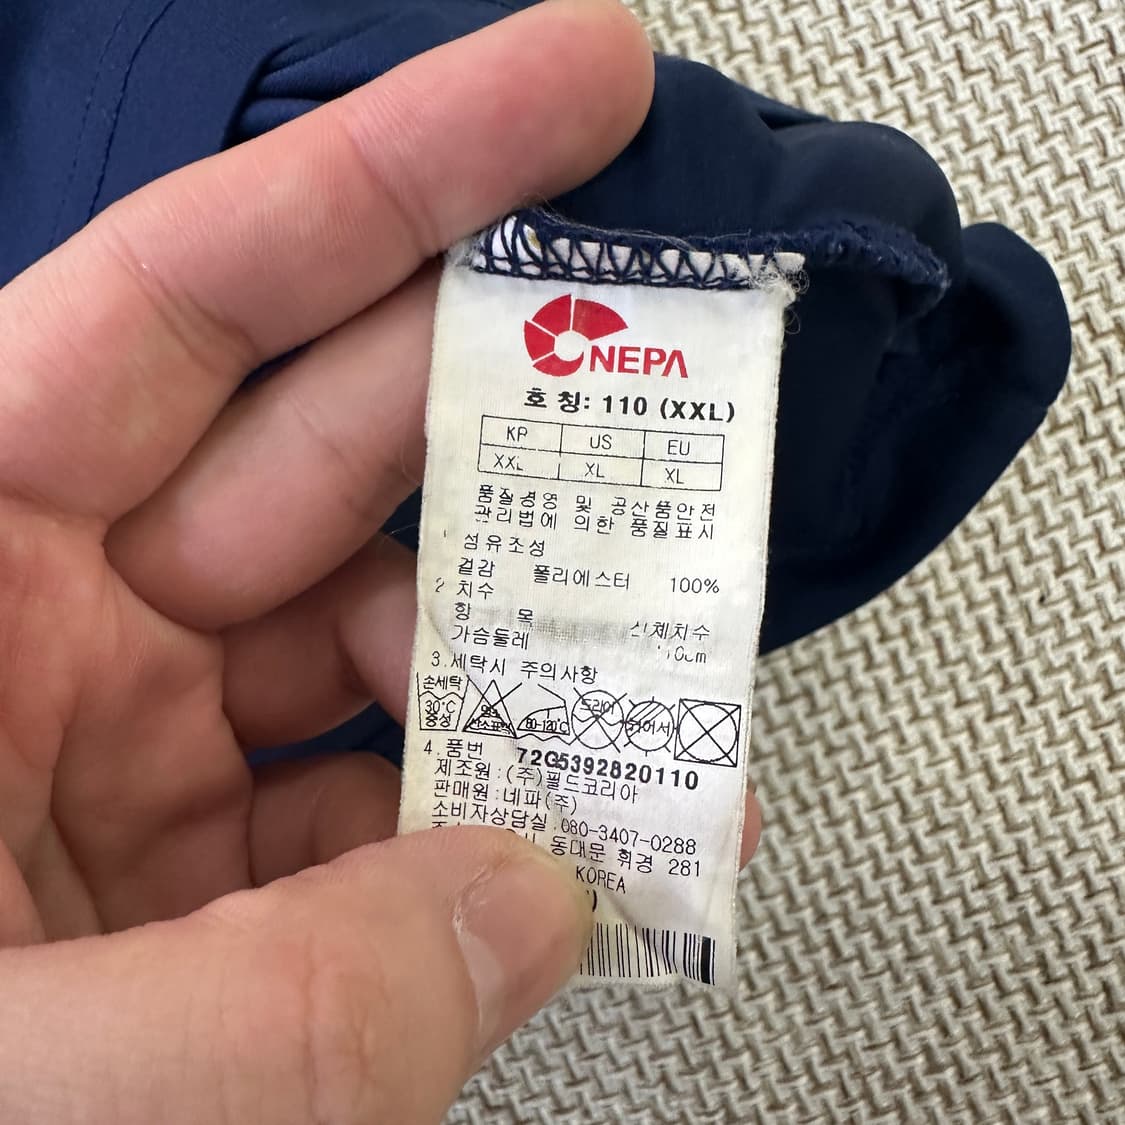 NEPA
호 칭: 110 (XXL)
KR US EU
XXL XL XL
품질경영 및 공산품안전
관리법에 의한 품질표시
섬유조성
겉감 폴리에스터 100%
2 치수
항 목 신체치수
가슴둘레
3.세탁시 주의사항
손세탁
30℃
중성
80-120℃
드라이
4.품번 72G5392820110
제조원:(주)필드코리아
판매원:네파(주)
소비자상담실 080-3407-0288
동대문 휘경 281
KOREA